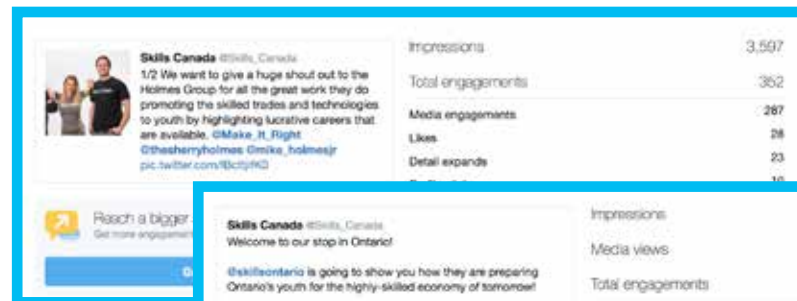 Skills Canada @Skills_Canada
1/2 We want to give a huge shout out to the
Holmes Group for all the great work they do
promoting the skilled trades and technologies
to youth by highlighting lucrative careers that
are available. @Make_It_Right
@thesherryholmes @mike_holmesjr
Impressions 3,597
Total engagements 352
Media engagements 287
Likes 28
Detail expands 23
Reach a bigger
Get more engagement
Skills Canada @Skills_Canada
Welcome to our stop in Ontario!
@skillsontario is going to show you how they are preparing
Ontario's youth for the highly-skilled economy of tomorrow!
Impressions
Media views
Total engagements